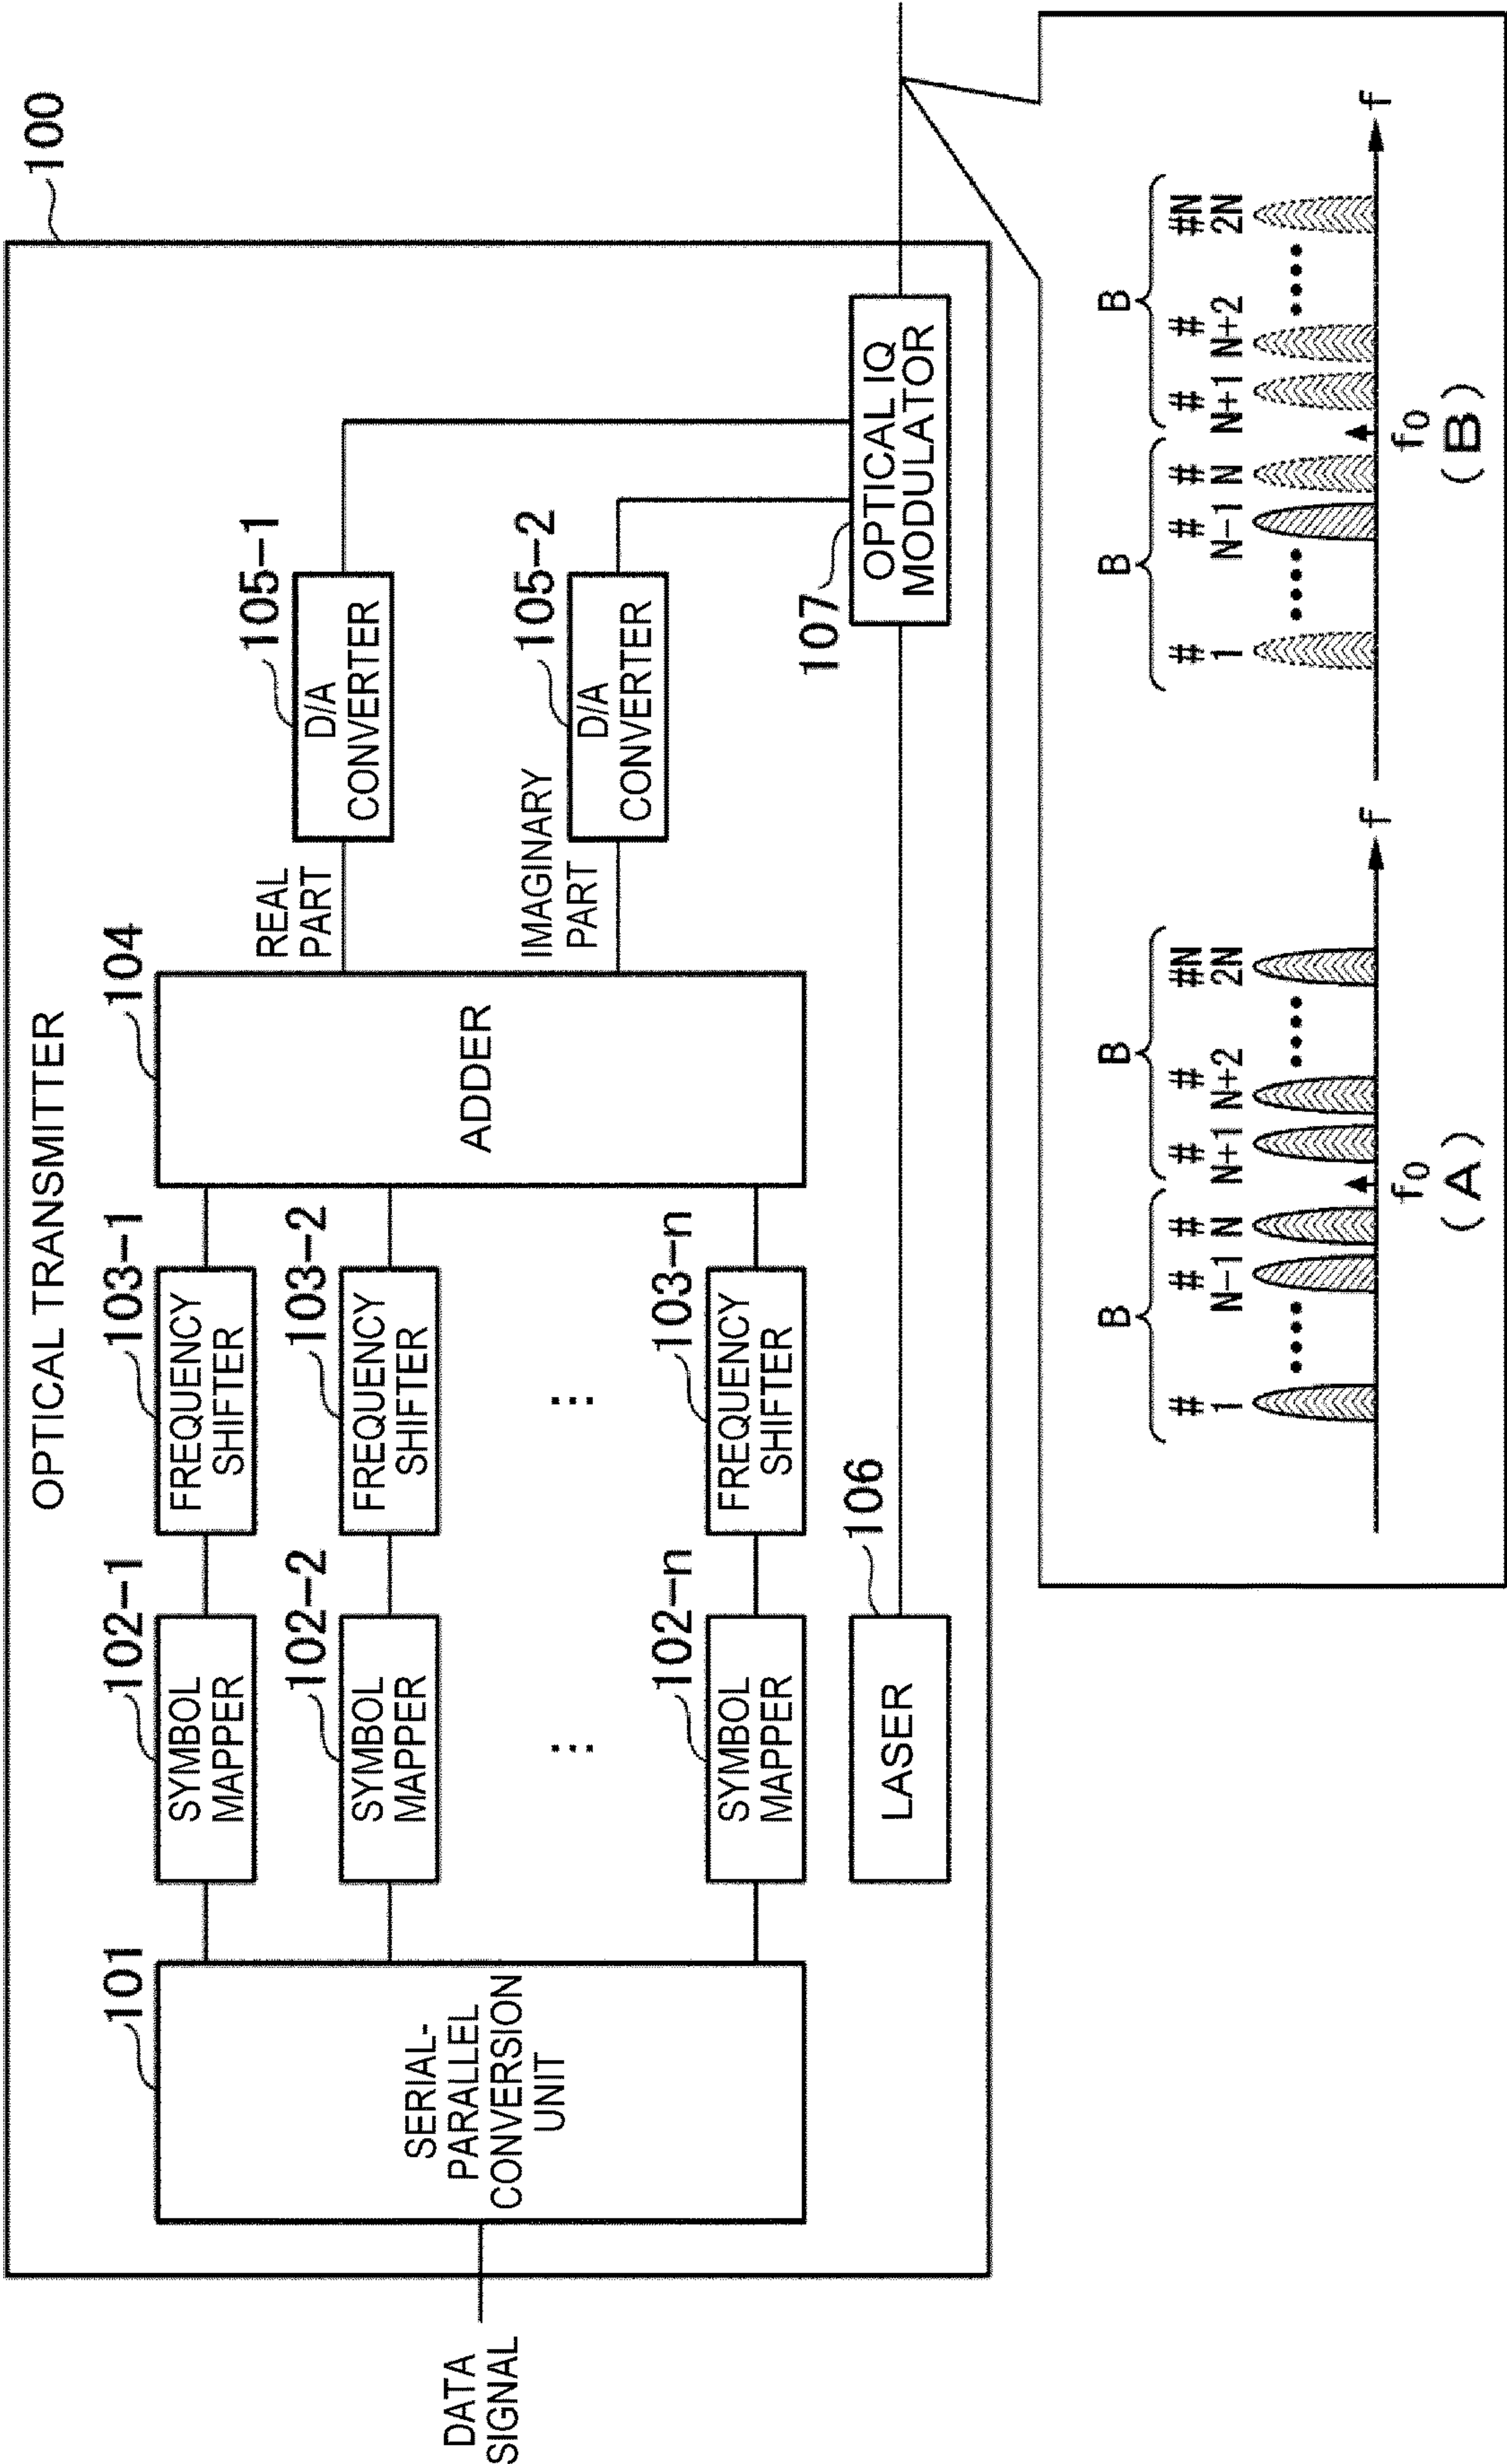 OPTICAL TRANSMITTER
100
DATA
SIGNAL
101
SERIAL-
PARALLEL
CONVERSION
UNIT
102-1
SYMBOL
MAPPER
102-2
SYMBOL
MAPPER
102-n
SYMBOL
MAPPER
103-1
FREQUENCY
SHIFTER
103-2
FREQUENCY
SHIFTER
103-n
FREQUENCY
SHIFTER
104
ADDER
REAL
PART
IMAGINARY
PART
105-1
D/A
CONVERTER
105-2
D/A
CONVERTER
106
LASER
107
OPTICAL IQ
MODULATOR
B B
# # # # # #N
1 N-1 N N+1 N+2 2N
f
f0
(A)
B B
# # # # # #N
1 N-1 N N+1 N+2 2N
f
f0
(B)